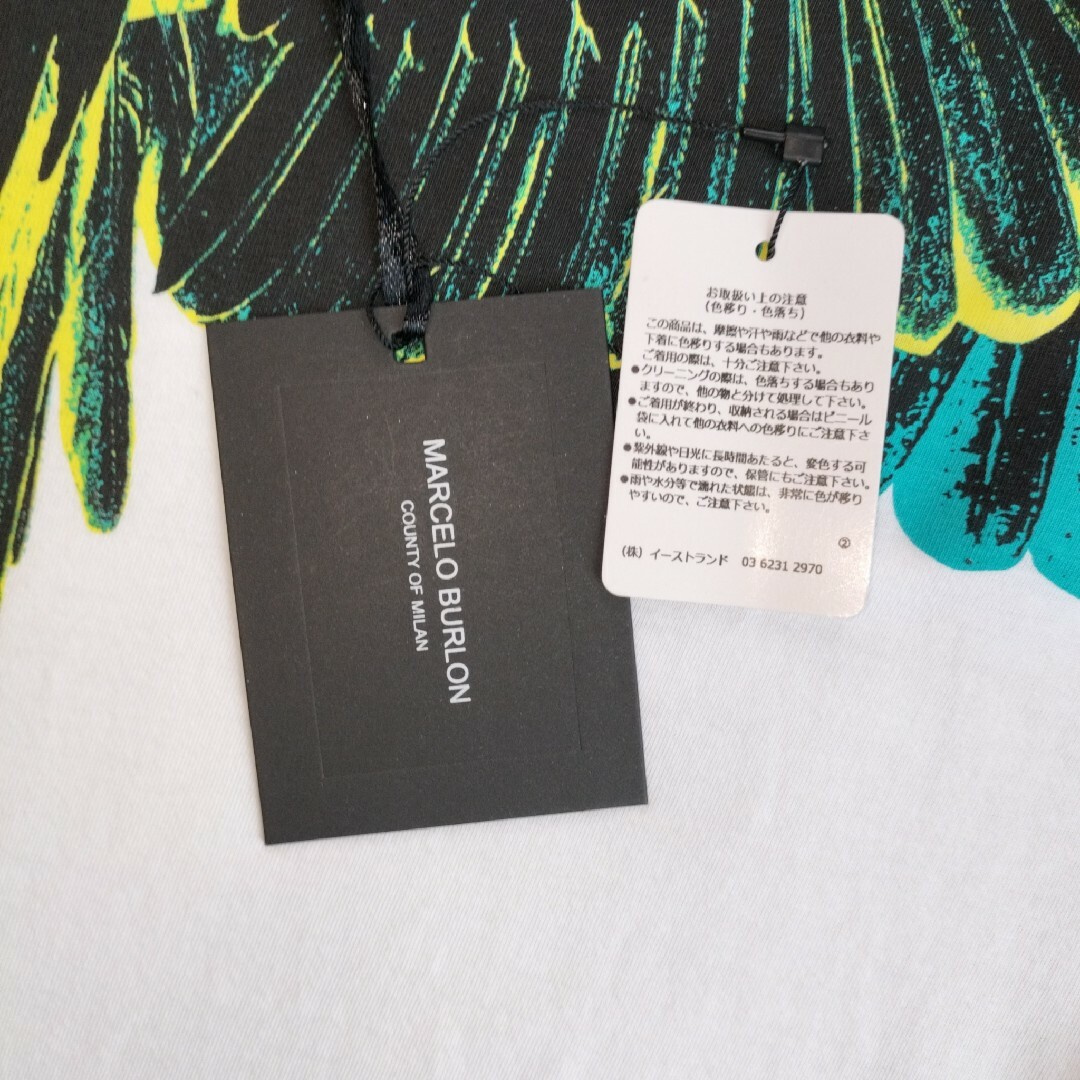 MARCELO BURLON
COUNTY OF MILAN
お取扱い上の注意
(色移り・色落ち)
この商品は、摩擦や汗や雨などで他の衣料や
下着に色移りする場合もあります。
ご着用の際は、十分ご注意下さい。
●クリーニングの際は、色落ちする場合もあり
ますので、他の物と分けて処理して下さい。
●ご着用が終わり、収納される場合はビニール
袋に入れて他の衣料への色移りにご注意下さ
い。
●紫外線や日光に長時間あたると、変色する可
能性がありますので、保管にもご注意下さい。
●雨や水分等で濡れた状態は、非常に色が移り
やすいので、ご注意下さい。
②
(株) イーストランド 03 6231 2970